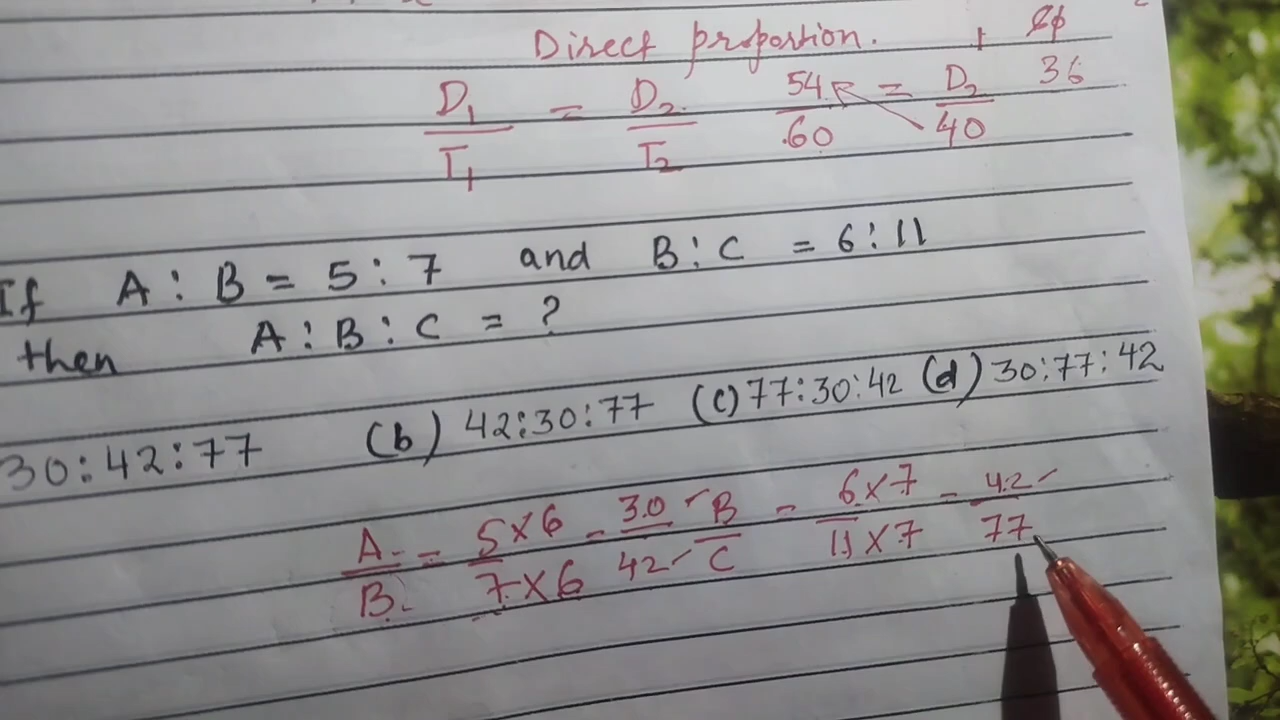 Direct proportion.
D1/T1 = D2/T2 54/60 = D2/40 36
If A : B = 5 : 7 and B : C = 6 : 11
then A : B : C = ?
30:42:77 (b) 42:30:77 (c) 77:30:42 (d) 30:77:42
A/B = 5×6/7×6 = 30/42 B/C = 6×7/11×7 = 42/77